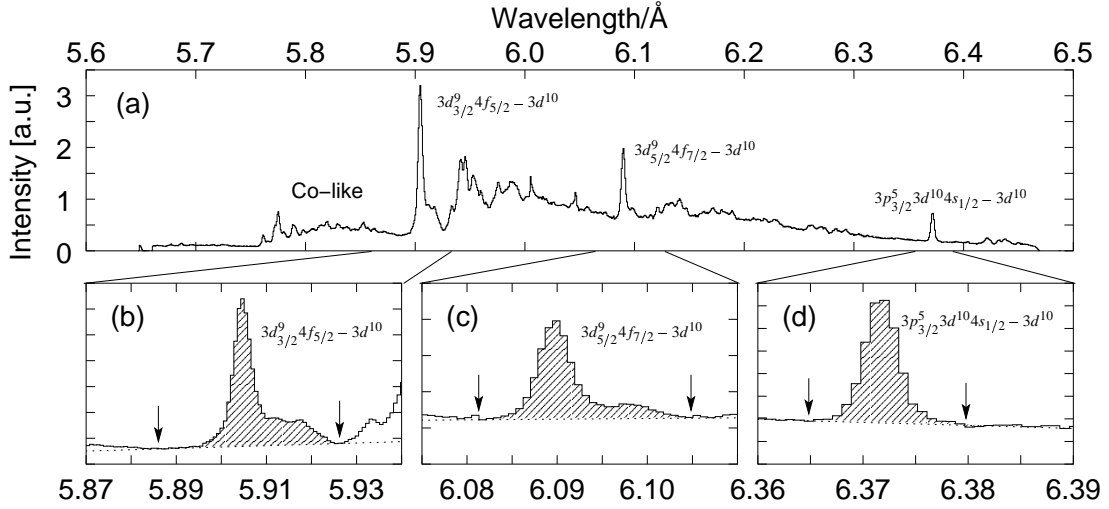 Wavelength/Å
5.6 5.7 5.8 5.9 6.0 6.1 6.2 6.3 6.4 6.5
Intensity [a.u.]
3
2
1
0
(a)
3d⁹₃/₂4f₅/₂ − 3d¹⁰
3d⁹₅/₂4f₇/₂ − 3d¹⁰
Co−like
3p⁵₃/₂3d¹⁰4s₁/₂ − 3d¹⁰
(b)
3d⁹₃/₂4f₅/₂ − 3d¹⁰
(c)
3d⁹₅/₂4f₇/₂ − 3d¹⁰
(d)
3p⁵₃/₂3d¹⁰4s₁/₂ − 3d¹⁰
5.87 5.89 5.91 5.93 6.08 6.09 6.10 6.36 6.37 6.38 6.39